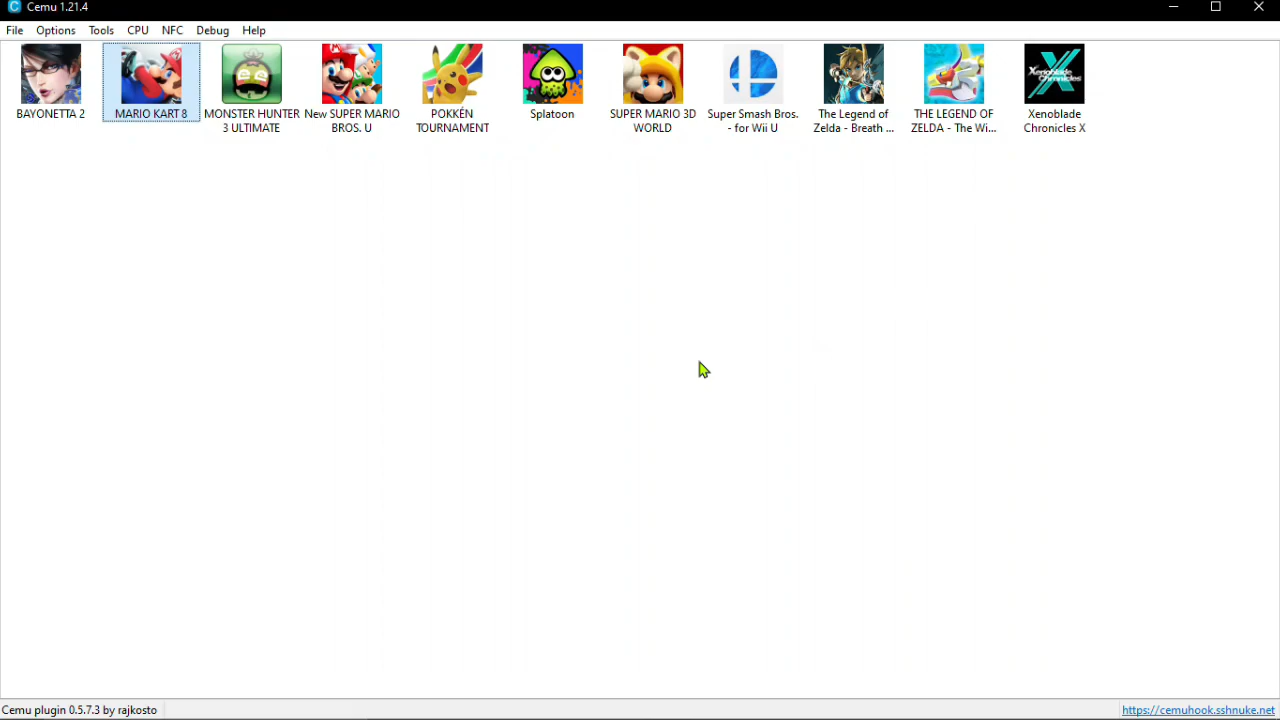 Cemu 1.21.4
File Options Tools CPU NFC Debug Help
BAYONETTA 2
MARIO KART 8
MONSTER HUNTER
3 ULTIMATE
New SUPER MARIO
BROS. U
POKKÉN
TOURNAMENT
Splatoon
SUPER MARIO 3D
WORLD
Super Smash Bros.
- for Wii U
The Legend of
Zelda - Breath ...
THE LEGEND OF
ZELDA - The Wi...
Xenoblade
Chronicles
Xenoblade
Chronicles X
Cemu plugin 0.5.7.3 by rajkosto
https://cemuhook.sshnuke.net